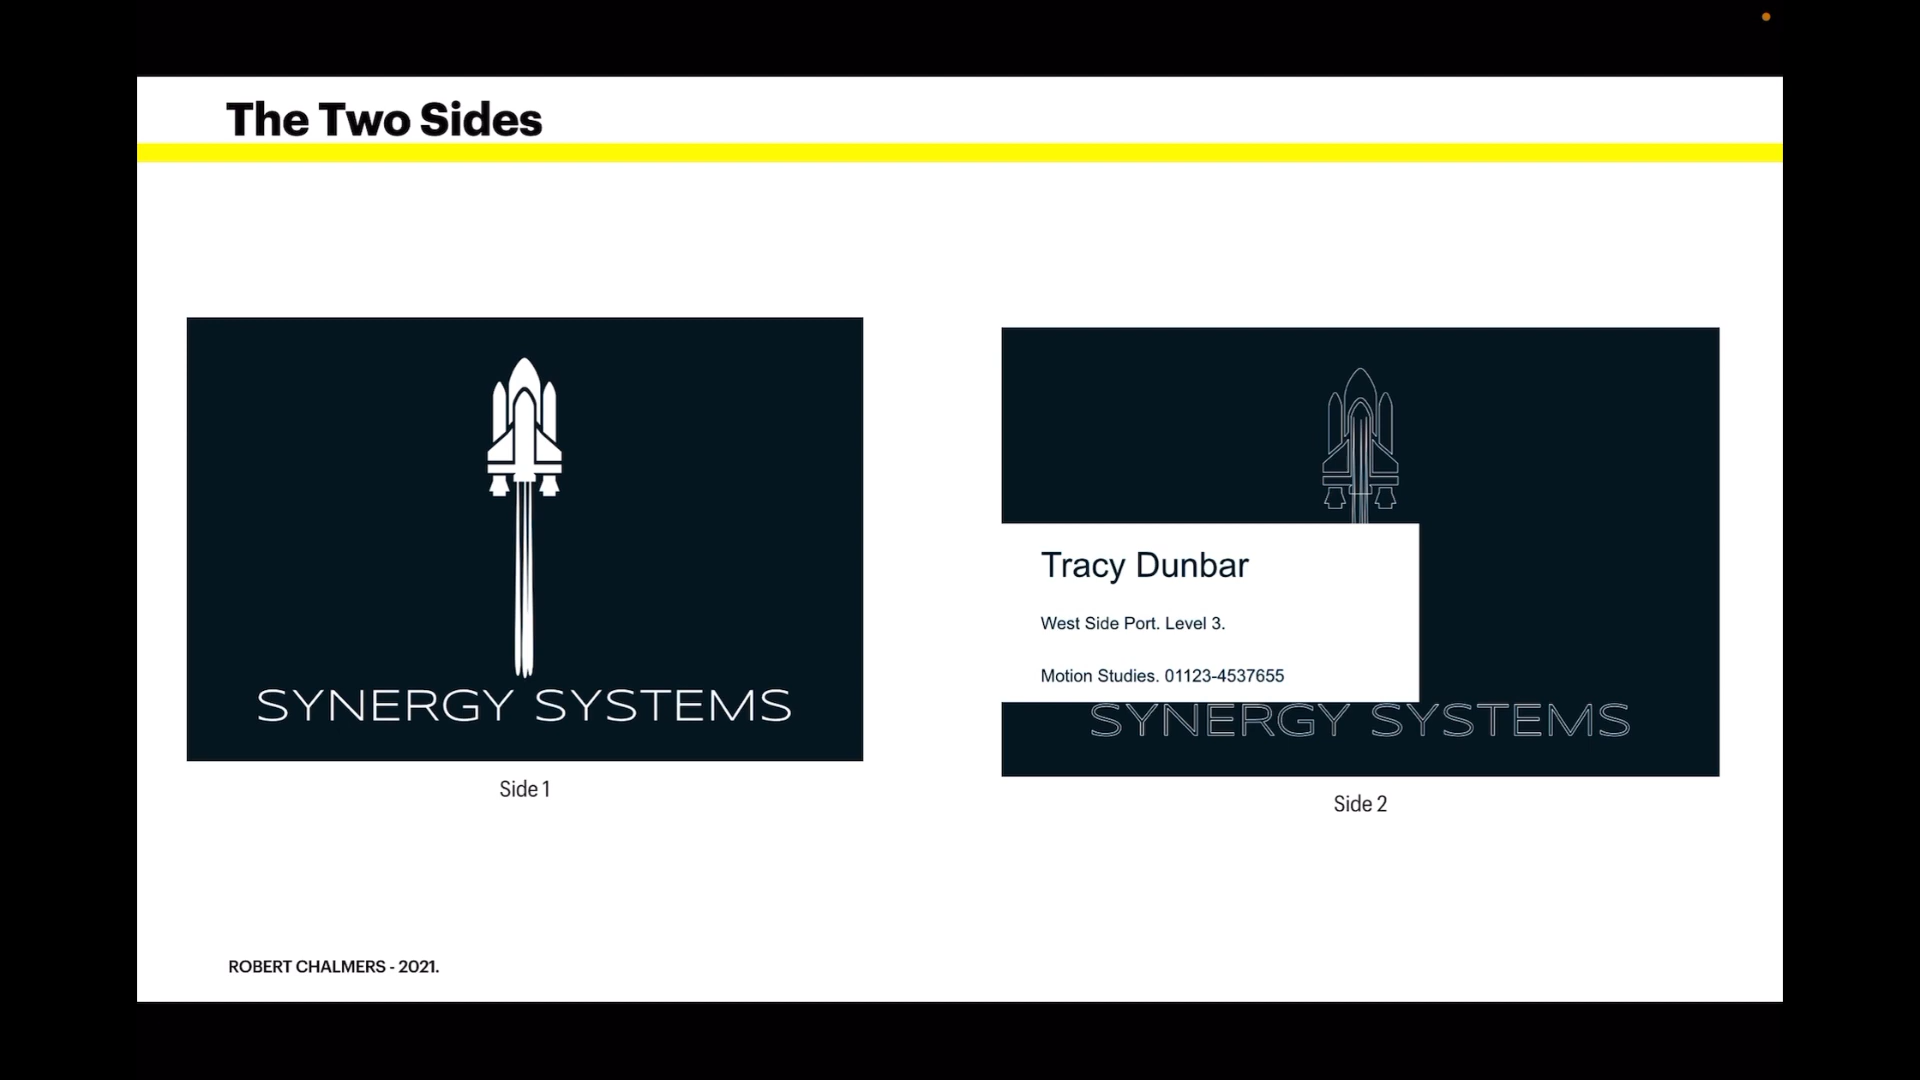 The Two Sides
SYNERGY SYSTEMS
Side 1
Tracy Dunbar
West Side Port. Level 3.
Motion Studies. 01123-4537655
SYNERGY SYSTEMS
Side 2
ROBERT CHALMERS - 2021.